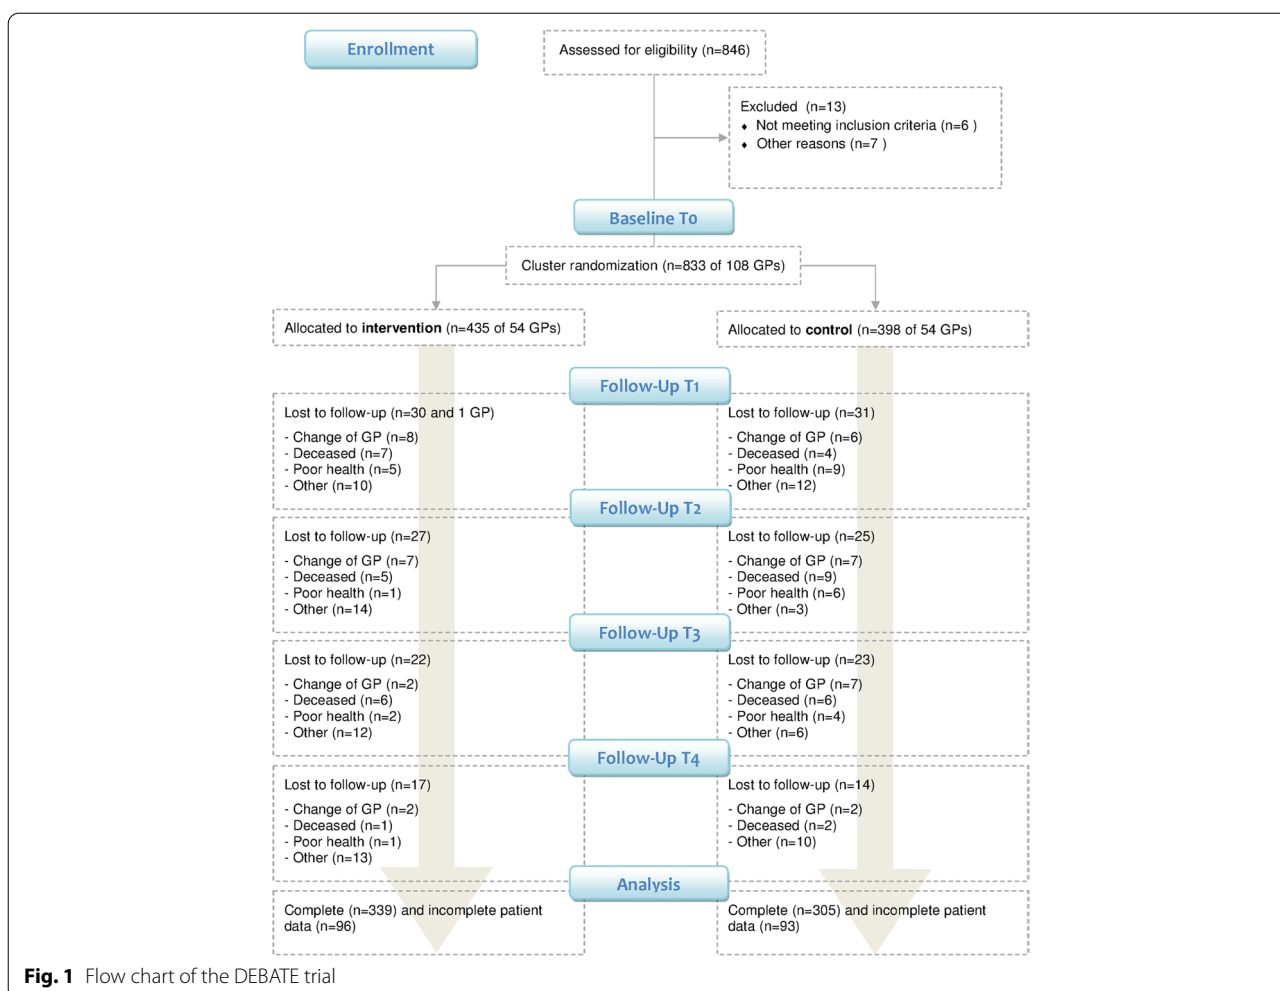 Enrollment
Assessed for eligibility (n=846)
Excluded (n=13)
♦ Not meeting inclusion criteria (n=6 )
♦ Other reasons (n=7 )
Baseline T0
Cluster randomization (n=833 of 108 GPs)
Allocated to intervention (n=435 of 54 GPs)
Allocated to control (n=398 of 54 GPs)
Follow-Up T1
Lost to follow-up (n=30 and 1 GP)
- Change of GP (n=8)
- Deceased (n=7)
- Poor health (n=5)
- Other (n=10)
Lost to follow-up (n=31)
- Change of GP (n=6)
- Deceased (n=4)
- Poor health (n=9)
- Other (n=12)
Follow-Up T2
Lost to follow-up (n=27)
- Change of GP (n=7)
- Deceased (n=5)
- Poor health (n=1)
- Other (n=14)
Lost to follow-up (n=25)
- Change of GP (n=7)
- Deceased (n=9)
- Poor health (n=6)
- Other (n=3)
Follow-Up T3
Lost to follow-up (n=22)
- Change of GP (n=2)
- Deceased (n=6)
- Poor health (n=2)
- Other (n=12)
Lost to follow-up (n=23)
- Change of GP (n=7)
- Deceased (n=6)
- Poor health (n=4)
- Other (n=6)
Follow-Up T4
Lost to follow-up (n=17)
- Change of GP (n=2)
- Deceased (n=1)
- Poor health (n=1)
- Other (n=13)
Lost to follow-up (n=14)
- Change of GP (n=2)
- Deceased (n=2)
- Other (n=10)
Analysis
Complete (n=339) and incomplete patient
data (n=96)
Complete (n=305) and incomplete patient
data (n=93)
Fig. 1 Flow chart of the DEBATE trial